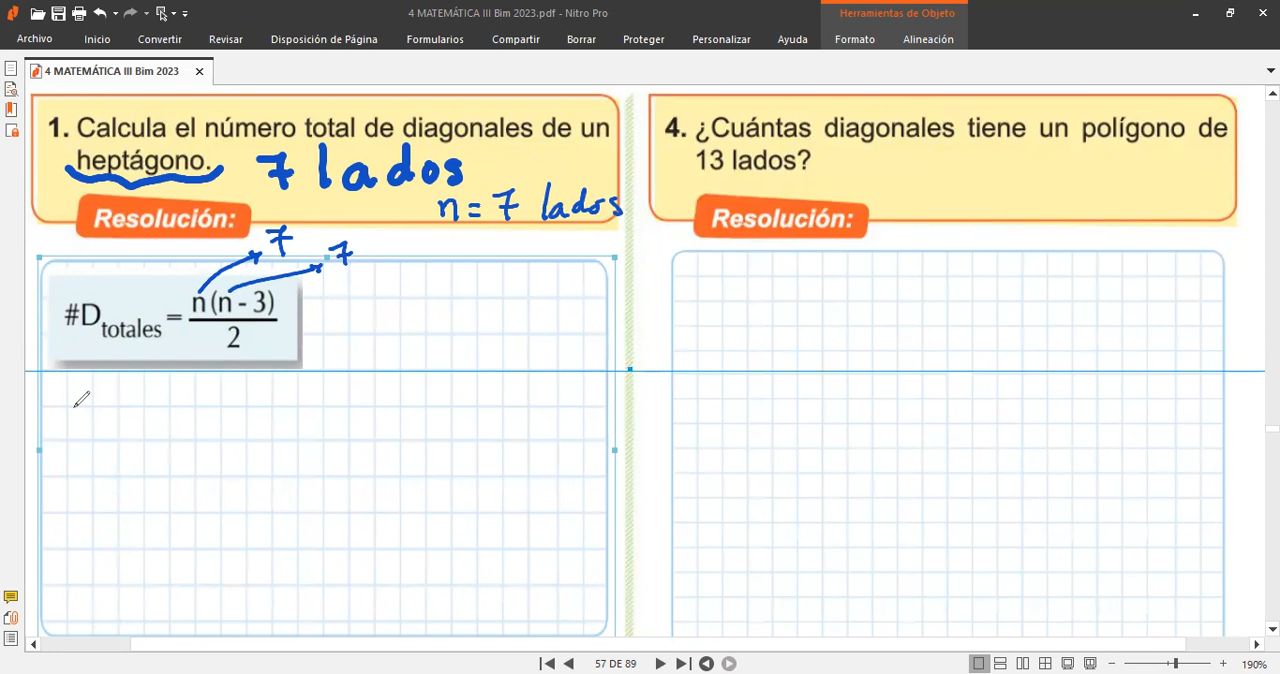 4 MATEMÁTICA III Bim 2023.pdf - Nitro Pro
Herramientas de Objeto
Archivo Inicio Convertir Revisar Disposición de Página Formularios Compartir Borrar Proteger Personalizar Ayuda Formato Alineación
4 MATEMÁTICA III Bim 2023
1. Calcula el número total de diagonales de un
heptágono. 7 lados
n = 7 lados
Resolución:
7
7
#D totales = n(n - 3)
2
4. ¿Cuántas diagonales tiene un polígono de
13 lados?
Resolución:
57 DE 89
190%